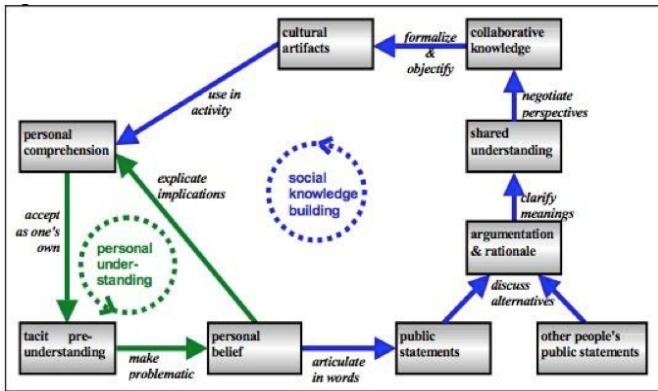 cultural
artifacts
formalize
&
objectify
collaborative
knowledge
use in
activity
negotiate
perspectives
personal
comprehension
shared
understanding
explicate
implications
social
knowledge
building
accept
as one's
own
clarify
meanings
personal
under-
standing
argumentation
& rationale
discuss
alternatives
tacit pre-
understanding
make
problematic
personal
belief
articulate
in words
public
statements
other people's
public statements